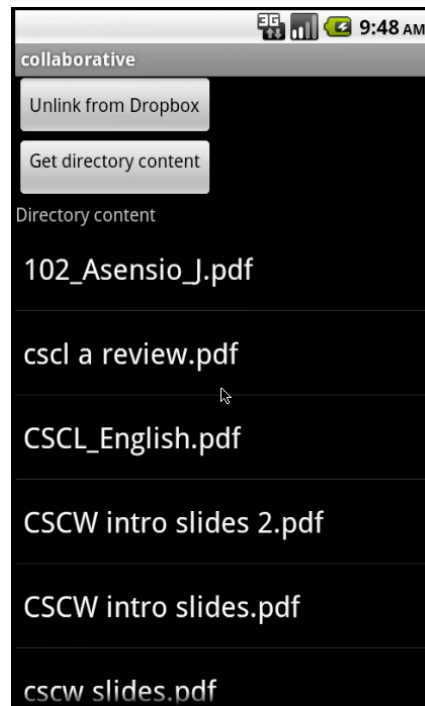 3G 9:48 AM
collaborative
Unlink from Dropbox
Get directory content
Directory content
102_Asensio_J.pdf
cscl a review.pdf
CSCL_English.pdf
CSCW intro slides 2.pdf
CSCW intro slides.pdf
cscw slides.pdf